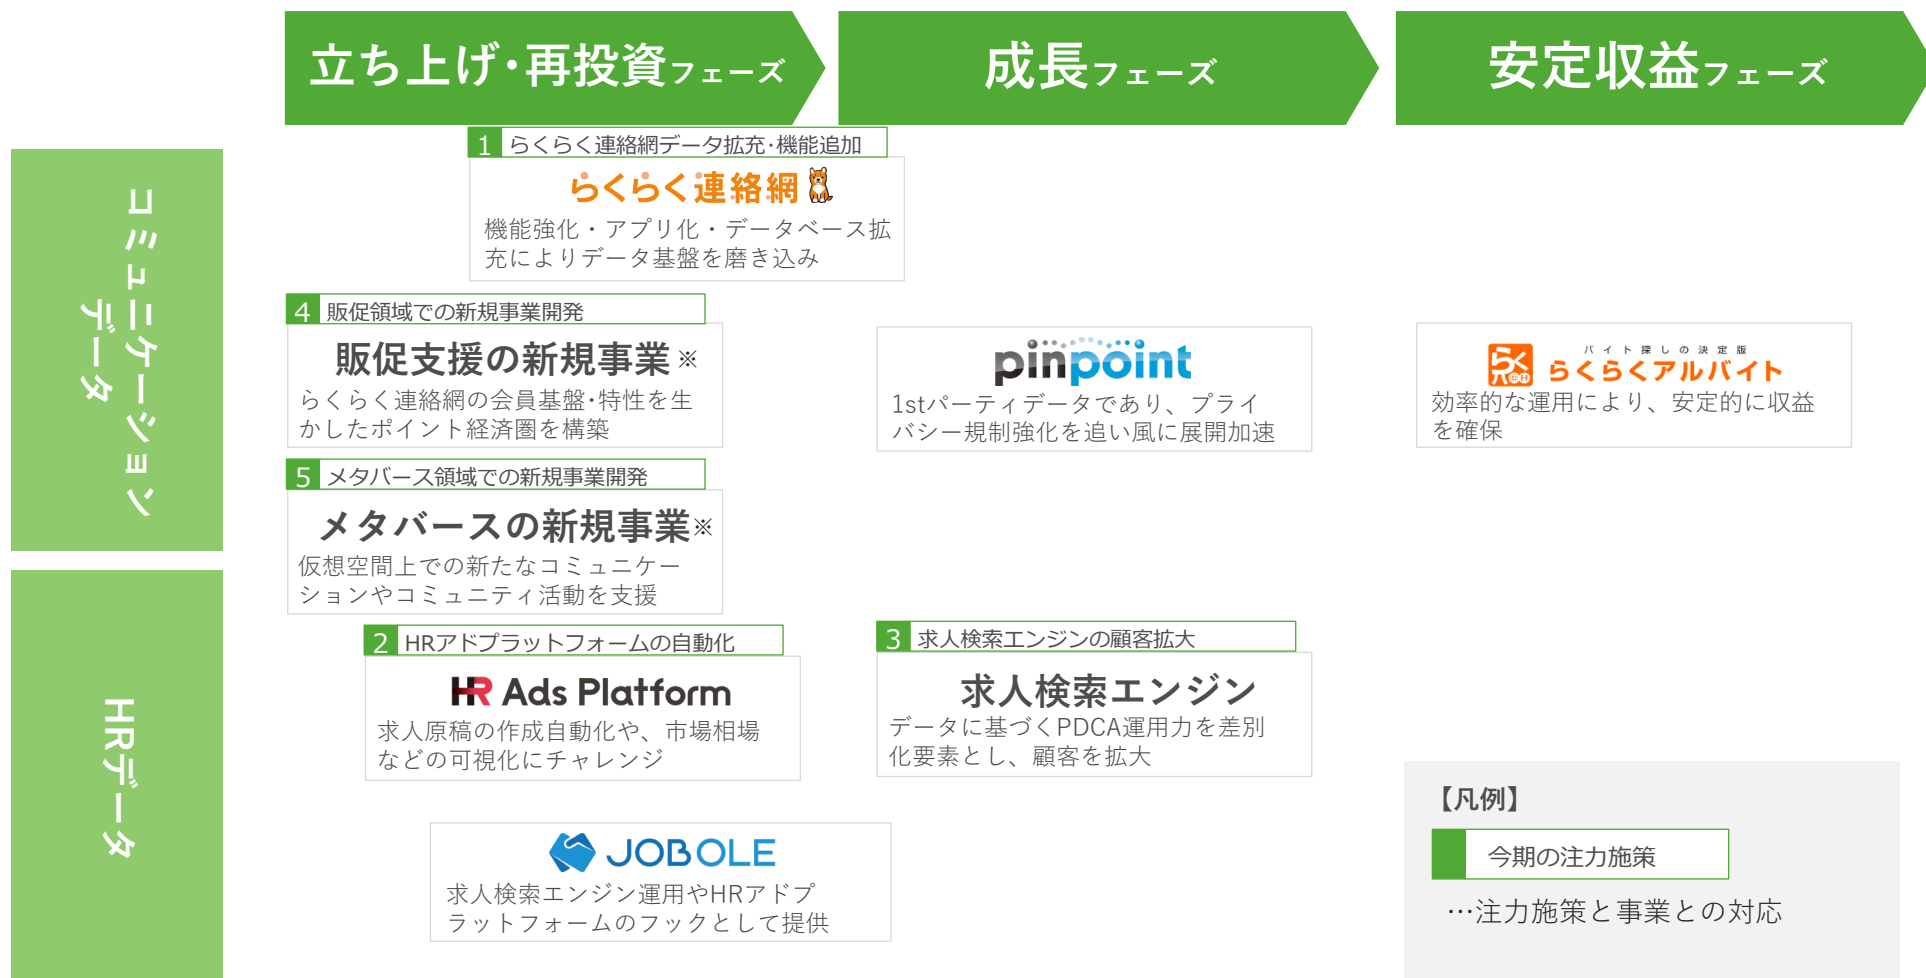 立ち上げ・再投資フェーズ
成長フェーズ
安定収益フェーズ
コミュニケーション
データ
1 らくらく連絡網データ拡充・機能追加
らくらく連絡網
機能強化・アプリ化・データベース拡
充によりデータ基盤を磨き込み
4 販促領域での新規事業開発
販促支援の新規事業※
らくらく連絡網の会員基盤・特性を生
かしたポイント経済圏を構築
pinpoint
1stパーティデータであり、プライ
バシー規制強化を追い風に展開加速
バイト探しの決定版
らくらくアルバイト
効率的な運用により、安定的に収益
を確保
5 メタバース領域での新規事業開発
メタバースの新規事業※
仮想空間上での新たなコミュニケー
ションやコミュニティ活動を支援
HRデータ
2 HRアドプラットフォームの自動化
HR Ads Platform
求人原稿の作成自動化や、市場相場
などの可視化にチャレンジ
3 求人検索エンジンの顧客拡大
求人検索エンジン
データに基づくPDCA運用力を差別
化要素とし、顧客を拡大
JOBOLE
求人検索エンジン運用やHRアドプ
ラットフォームのフックとして提供
【凡例】
今期の注力施策
…注力施策と事業との対応